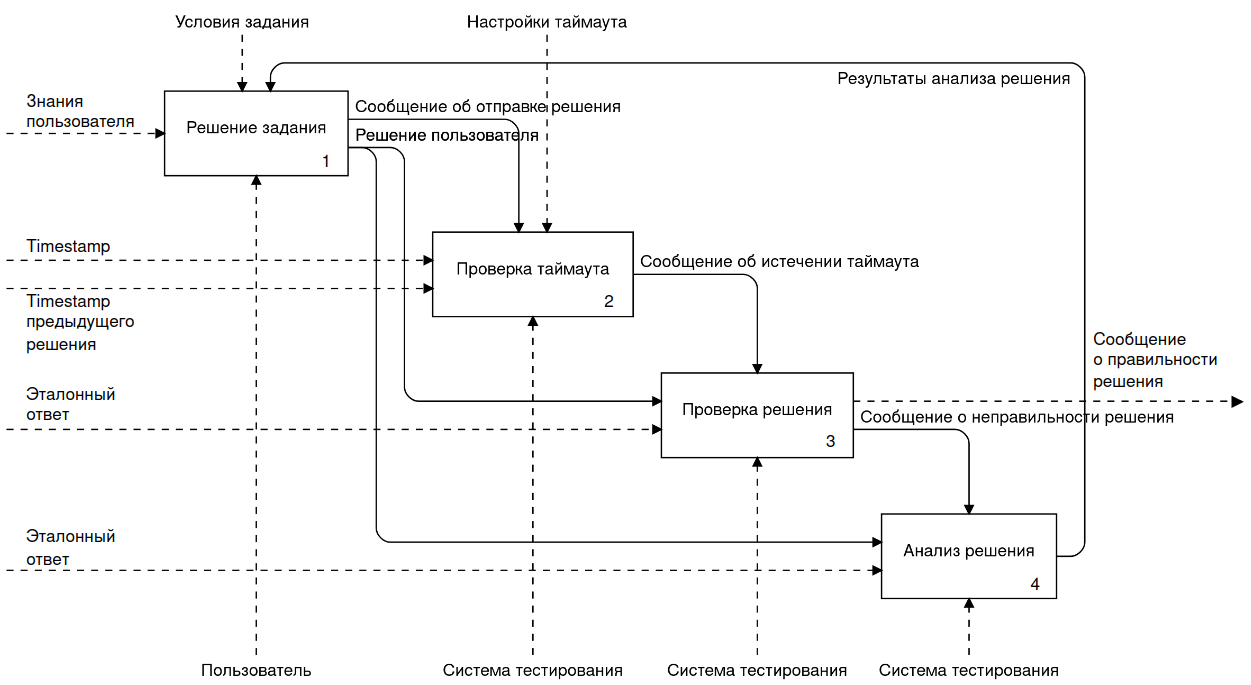 Условия задания
Настройки таймаута
Результаты анализа решения
Знания
пользователя
Сообщение об отправке решения
Решение задания
1
Решение пользователя
Timestamp
Timestamp
предыдущего
решения
Проверка таймаута
2
Сообщение об истечении таймаута
Эталонный
ответ
Проверка решения
3
Сообщение
о правильности
решения
Сообщение о неправильности решения
Эталонный
ответ
Анализ решения
4
Пользователь
Система тестирования
Система тестирования
Система тестирования